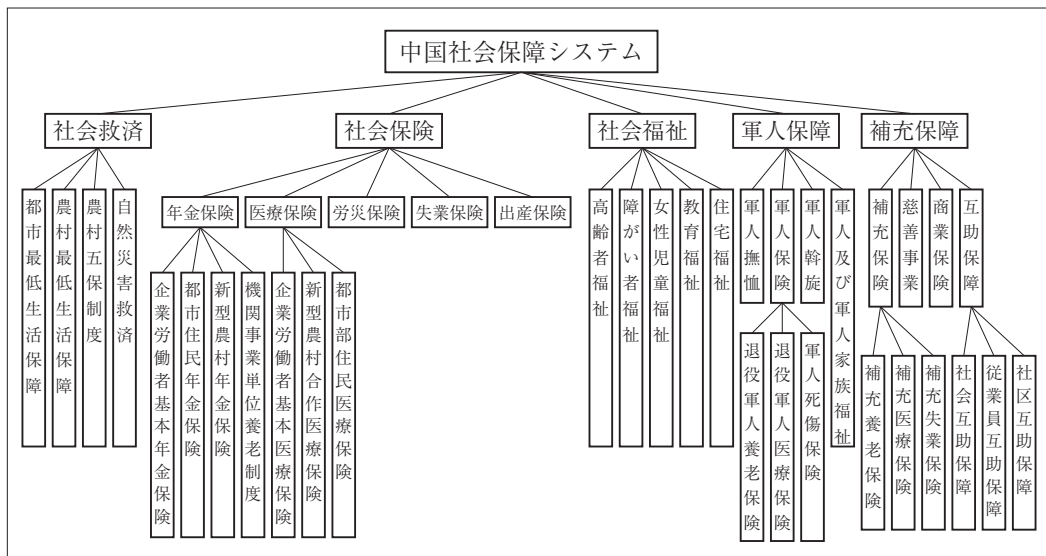 中国社会保障システム
社会救済
社会保険
社会福祉
軍人保障
補充保障
都市最低生活保障
農村最低生活保障
農村五保制度
自然災害救済
年金保険
医療保険
労災保険
失業保険
出産保険
高齢者福祉
障がい者福祉
女性児童福祉
教育福祉
住宅福祉
軍人撫恤
軍人保険
軍人斡旋
軍人及び軍人家族福祉
補充保険
慈善事業
商業保険
互助保障
企業労働者基本年金保険
都市住民年金保険
新型農村年金保険
機関事業単位養老制度
企業労働者基本医療保険
新型農村合作医療保険
都市部住民医療保険
退役軍人養老保険
退役軍人医療保険
軍人死傷保険
補充養老保険
補充医療保険
補充失業保険
社会互助保障
従業員互助保障
社区互助保障